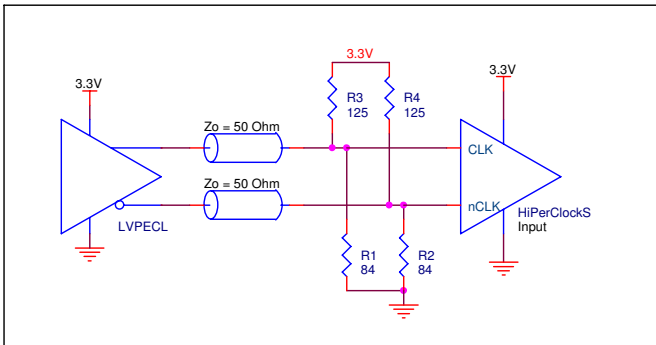 3.3V
3.3V
3.3V
R3
125
R4
125
Zo = 50 Ohm
CLK
Zo = 50 Ohm
nCLK
HiPerClockS
Input
LVPECL
R1
84
R2
84